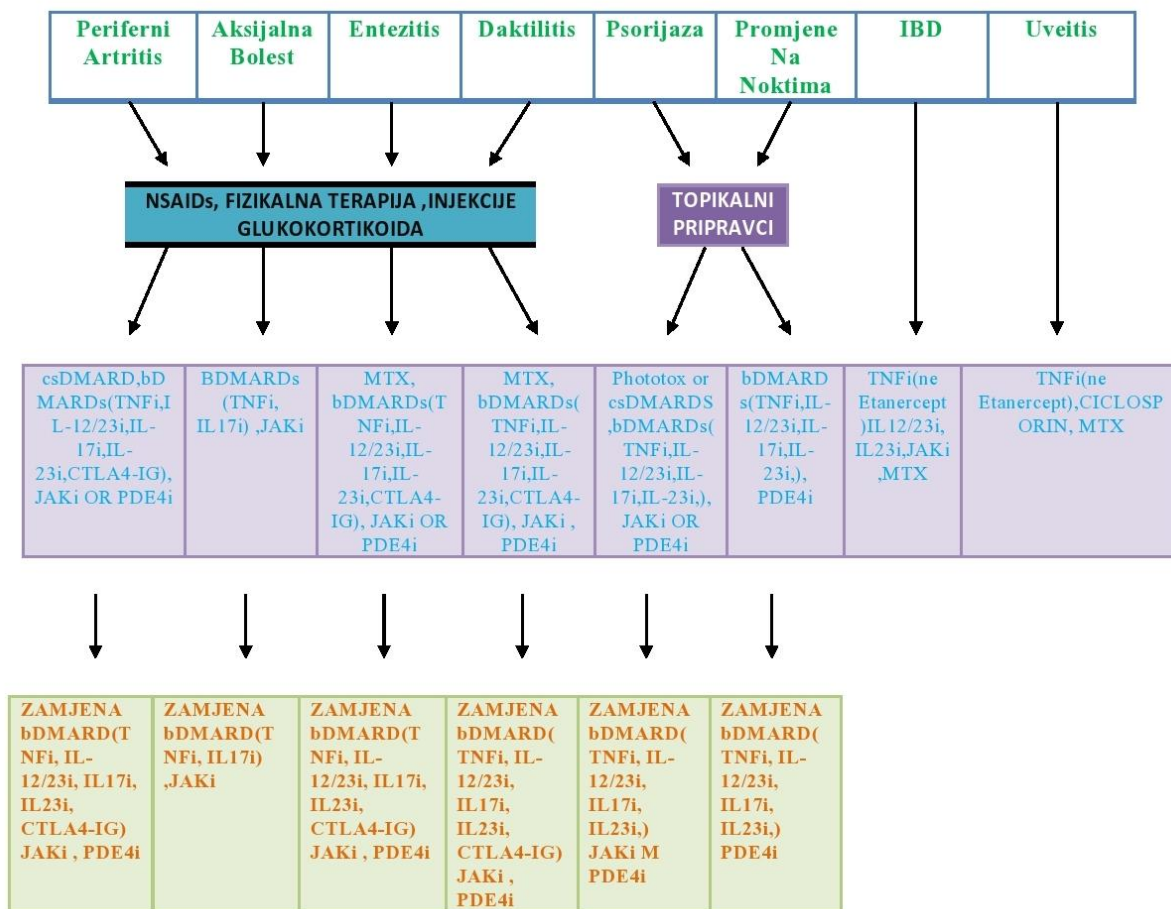 Periferni
Artritis
Aksijalna
Bolest
Entezitis
Daktilitis
Psorijaza
Promjene
Na
Noktima
IBD
Uveitis
NSAIDs, FIZIKALNA TERAPIJA ,INJEKCIJE
GLUKOKORTIKOIDA
TOPIKALNI
PRIPRAVCI
csDMARD,bD
MARDs(TNFi,I
L-12/23i,IL-
17i,IL-
23i,CTLA4-IG),
JAKi OR PDE4i
BDMARDs
(TNFi,
IL17i) ,JAKi
MTX,
bDMARDs(T
NFi,IL-
12/23i,IL-
17i,IL-
23i,CTLA4-
IG), JAKi OR
PDE4i
MTX,
bDMARDs(
TNFi,IL-
12/23i,IL-
17i,IL-
23i,CTLA4-
IG), JAKi ,
PDE4i
Phototox or
csDMARDS
,bDMARDs(
TNFi,IL-
12/23i,IL-
17i,IL-23i,),
JAKi OR
PDE4i
bDMARD
s(TNFi,IL-
12/23i,IL-
17i,IL-
23i,),
PDE4i
TNFi(ne
Etanercept
)IL12/23i,
IL23i,JAKi
,MTX
TNFi(ne
Etanercept),CICLOSP
ORIN, MTX
ZAMJENA
bDMARD(T
NFi, IL-
12/23i, IL17i,
IL23i,
CTLA4-IG)
JAKi , PDE4i
ZAMJENA
bDMARD(T
NFi, IL17i)
,JAKi
ZAMJENA
bDMARD(T
NFi, IL-
12/23i, IL17i,
IL23i,
CTLA4-IG)
JAKi , PDE4i
ZAMJENA
bDMARD(
TNFi, IL-
12/23i,
IL17i,
IL23i,
CTLA4-IG)
JAKi ,
PDE4i
ZAMJENA
bDMARD(
TNFi, IL-
12/23i,
IL17i,
IL23i,)
JAKi M
PDE4i
ZAMJENA
bDMARD(
TNFi, IL-
12/23i,
IL17i,
IL23i,)
PDE4i